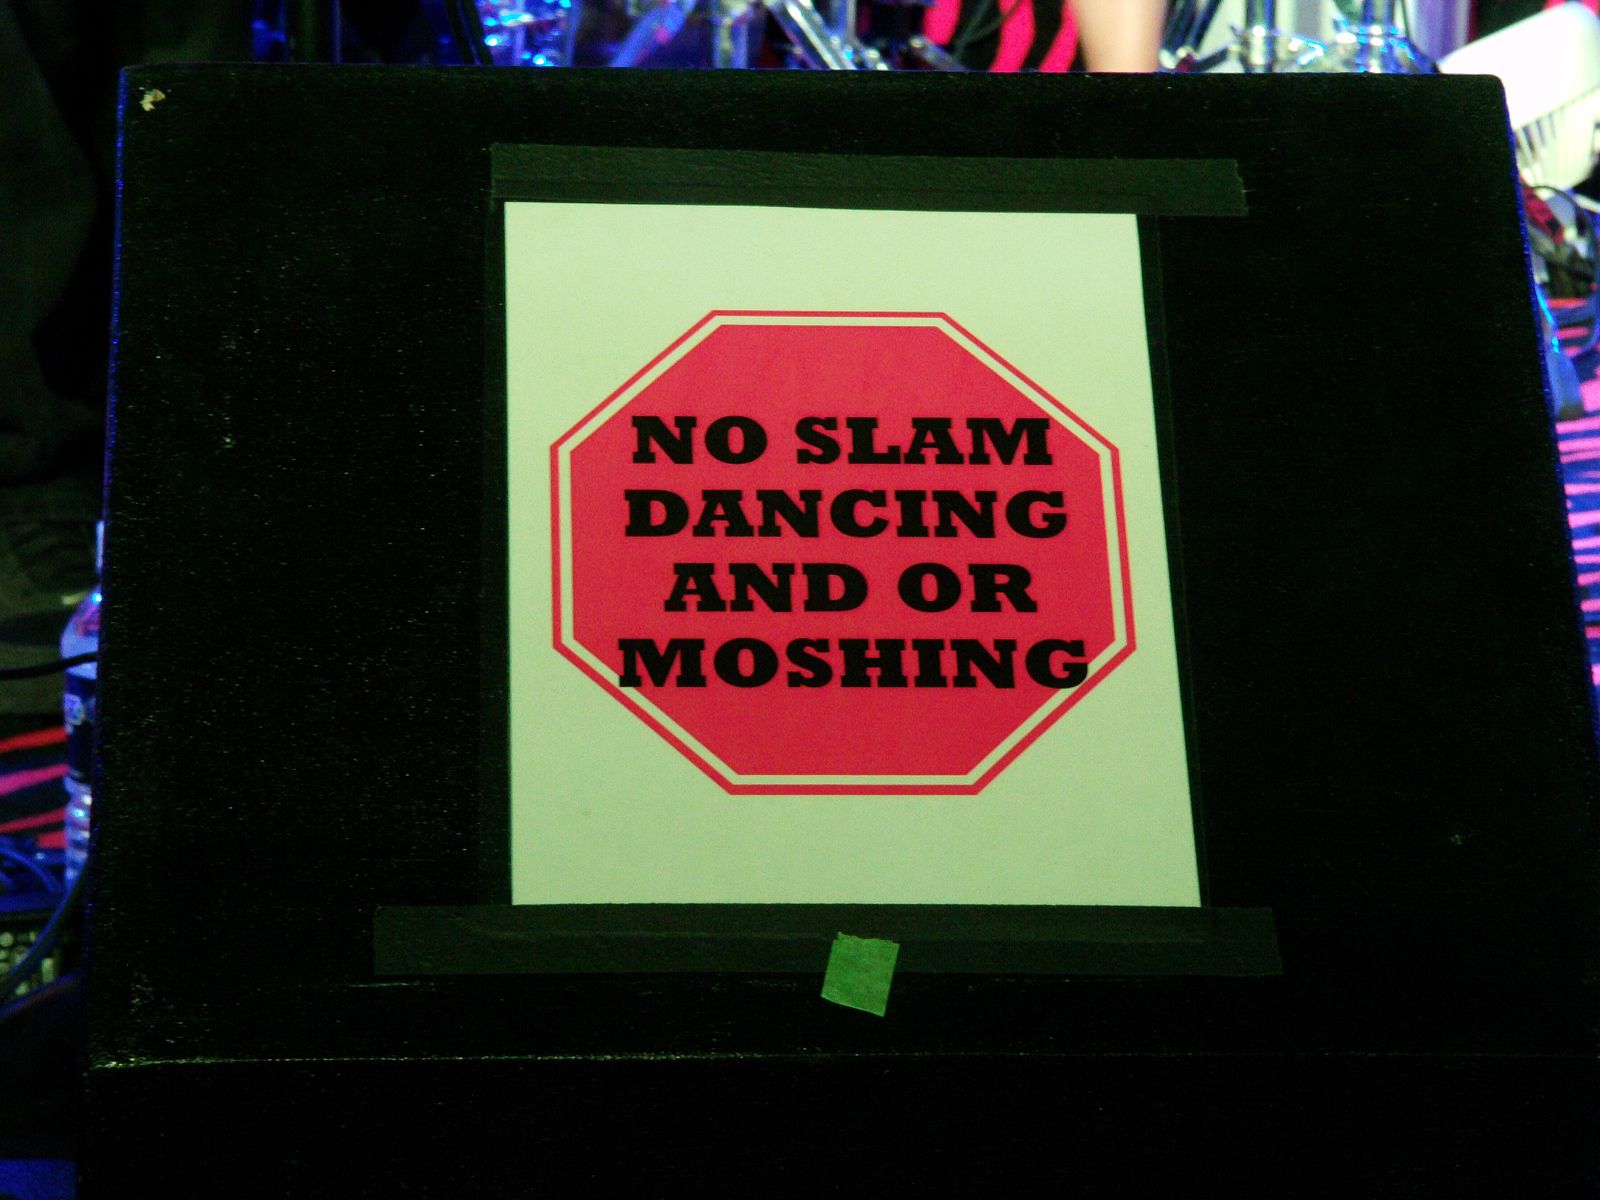 NO SLAM
DANCING
AND OR
MOSHING